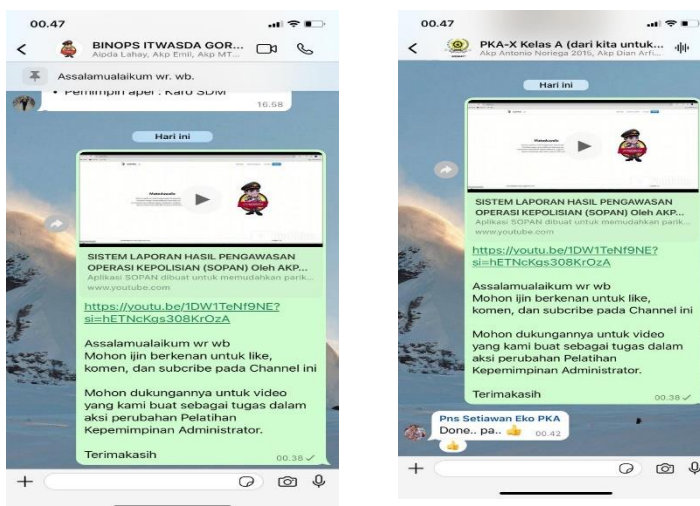 00.47
BINOPS ITWASDA GOR...
Aipda Lahay, Akp Emil, Akp MT...
Assalamualaikum wr. wb.
• Pemimpin apel : Karo SDM
16.58
Hari ini
SISTEM LAPORAN HASIL PENGAWASAN
OPERASI KEPOLISIAN (SOPAN) Oleh AKP...
Aplikasi SOPAN dibuat untuk memudahkan parik...
www.youtube.com
https://youtu.be/1DW1TeNf9NE?
si=hETNcKgs308KrOzA
Assalamualaikum wr wb
Mohon ijin berkenan untuk like,
komen, dan subcribe pada Channel ini
Mohon dukungannya untuk video
yang kami buat sebagai tugas dalam
aksi perubahan Pelatihan
Kepemimpinan Administrator.
Terimakasih
00.38
00.47
PKA-X Kelas A (dari kita untuk...
Akp Antonio Noriega 2015, Akp Dian Arfi...
Hari ini
SISTEM LAPORAN HASIL PENGAWASAN
OPERASI KEPOLISIAN (SOPAN) Oleh AKP...
Aplikasi SOPAN dibuat untuk memudahkan parik...
www.youtube.com
https://youtu.be/1DW1TeNf9NE?
si=hETNcKgs308KrOzA
Assalamualaikum wr wb
Mohon ijin berkenan untuk like,
komen, dan subcribe pada Channel ini
Mohon dukungannya untuk video
yang kami buat sebagai tugas dalam
aksi perubahan Pelatihan
Kepemimpinan Administrator.
Terimakasih
00.38
Pns Setiawan Eko PKA
Done.. pa.. 👍
00.42
👍